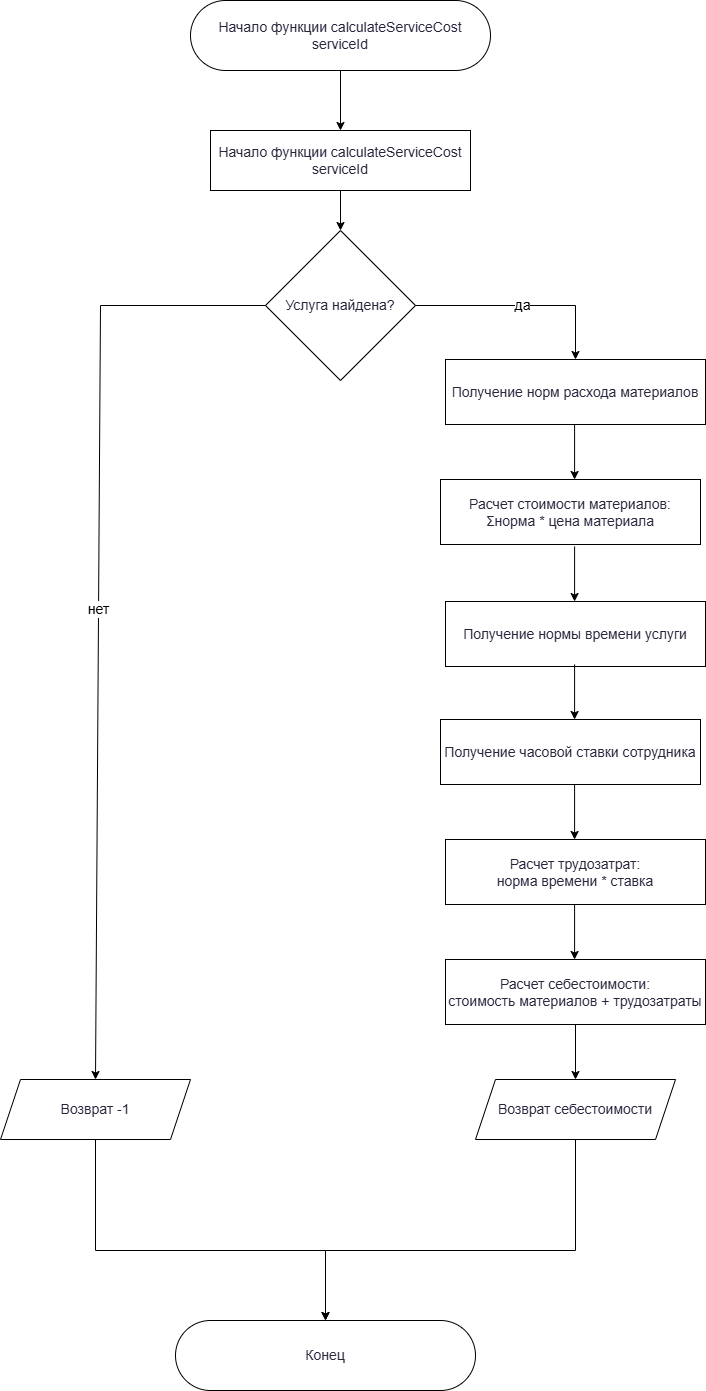 Начало функции calculateServiceCost
serviceId
Начало функции calculateServiceCost
serviceId
Услуга найдена?
да
Получение норм расхода материалов
Расчет стоимости материалов:
Σнорма * цена материала
нет
Получение нормы времени услуги
Получение часовой ставки сотрудника
Расчет трудозатрат:
норма времени * ставка
Расчет себестоимости:
стоимость материалов + трудозатраты
Возврат -1
Возврат себестоимости
Конец